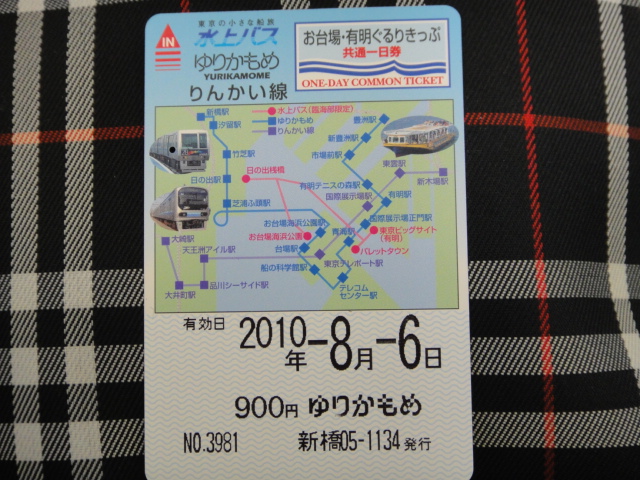 IN
東京の小さな船旅
水上バス
ゆりかもめ
YURIKAMOME
りんかい線
お台場・有明ぐるりきっぷ
共通一日券
ONE-DAY COMMON TICKET
新橋駅
汐留駅
竹芝駅
日の出駅
日の出桟橋
芝浦ふ頭駅
水上バス(臨海部限定)
ゆりかもめ
りんかい線
豊洲駅
新豊洲駅
市場前駅
東雲駅
新木場駅
有明テニスの森駅
国際展示場駅
有明駅
国際展示場正門駅
お台場海浜公園駅
お台場海浜公園
青海駅
東京ビッグサイト
(有明)
大崎駅
天王洲アイル駅
台場駅
パレットタウン
船の科学館駅
東京テレポート駅
大井町駅
品川シーサイド駅
テレコム
センター駅
有効日
2010年-8月-6日
900円 ゆりかもめ
NO.3981 新橋05-1134発行